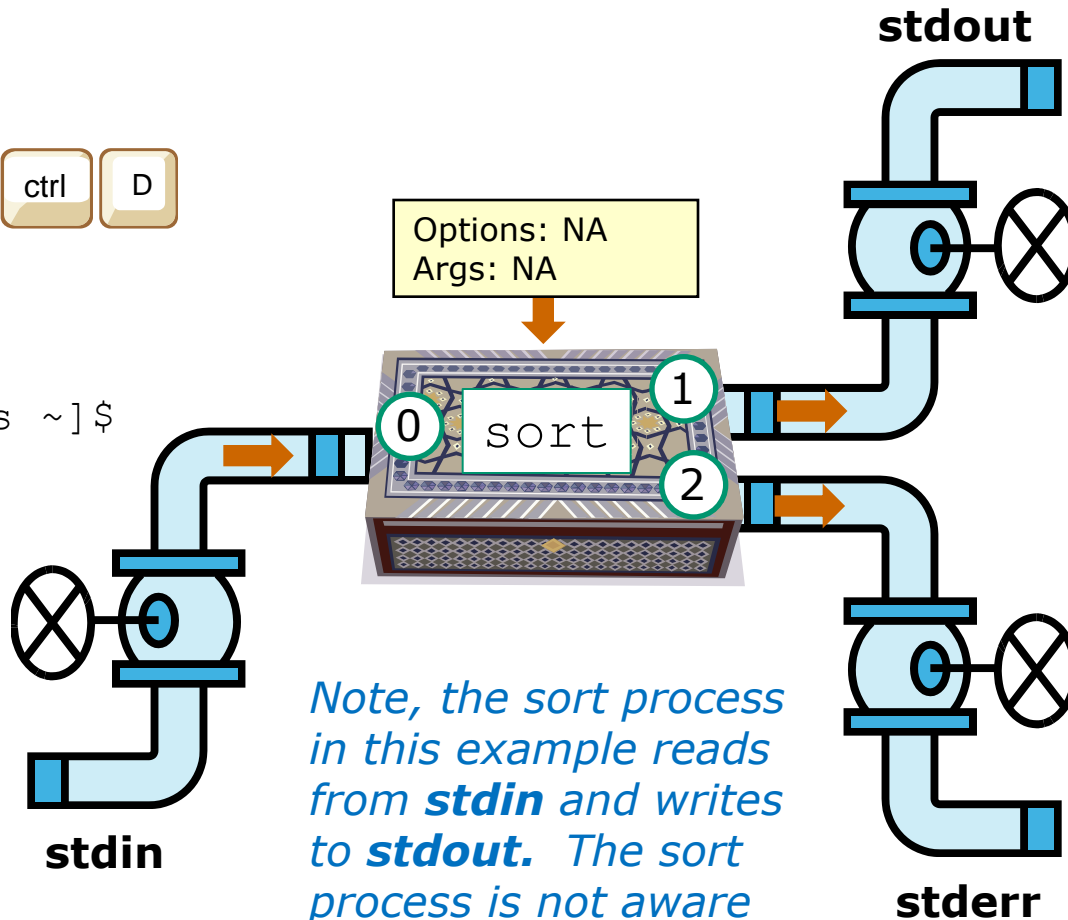 stdout
ctrl D
Options: NA
Args: NA
s ~]$
0
sort
1
2
stdin
Note, the sort process
in this example reads
from stdin and writes
to stdout. The sort
process is not aware
stderr